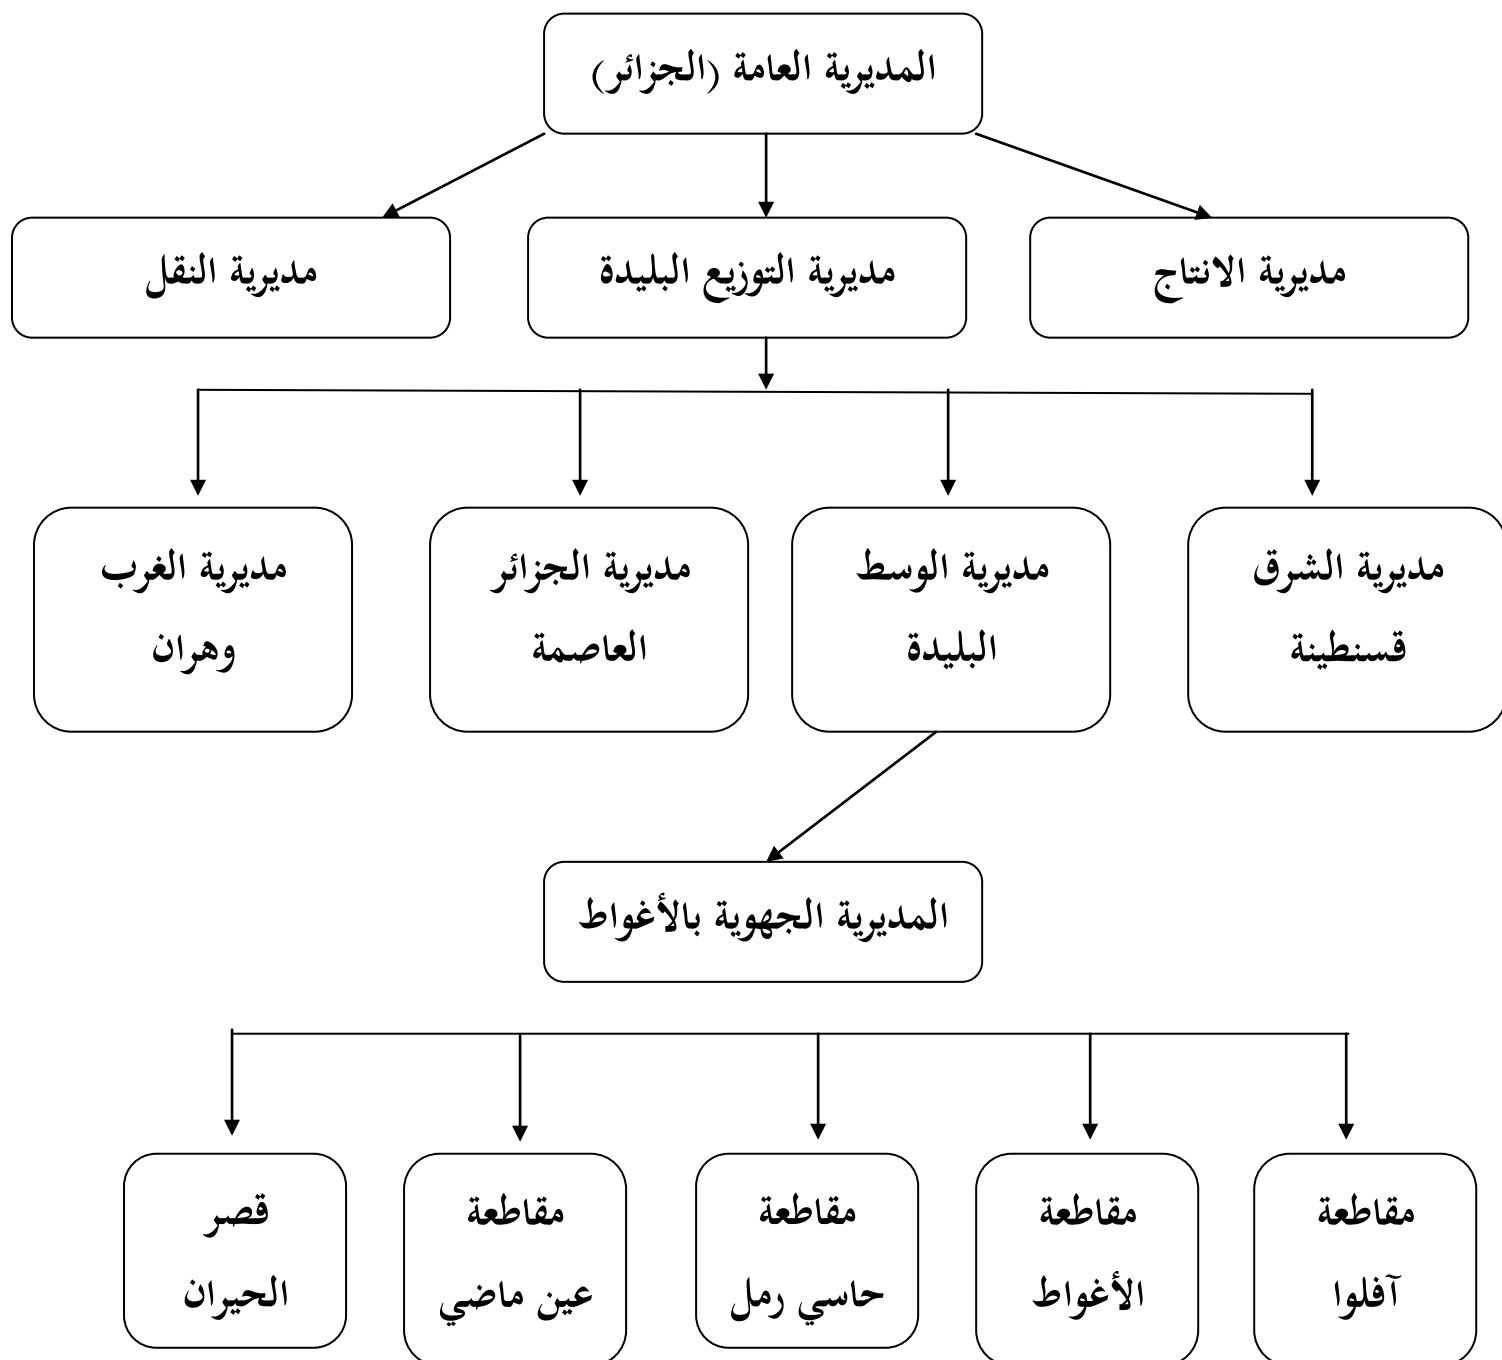 المديرية العامة (الجزائر)
مديرية الانتاج
مديرية التوزيع البليدة
مديرية النقل
مديرية الشرق
قسنطينة
مديرية الوسط
البليدة
مديرية الجزائر
العاصمة
مديرية الغرب
وهران
المديرية الجهوية بالأغواط
مقاطعة
آفلوا
مقاطعة
الأغواط
مقاطعة
حاسي رمل
مقاطعة
عين ماضي
قصر
الحيران